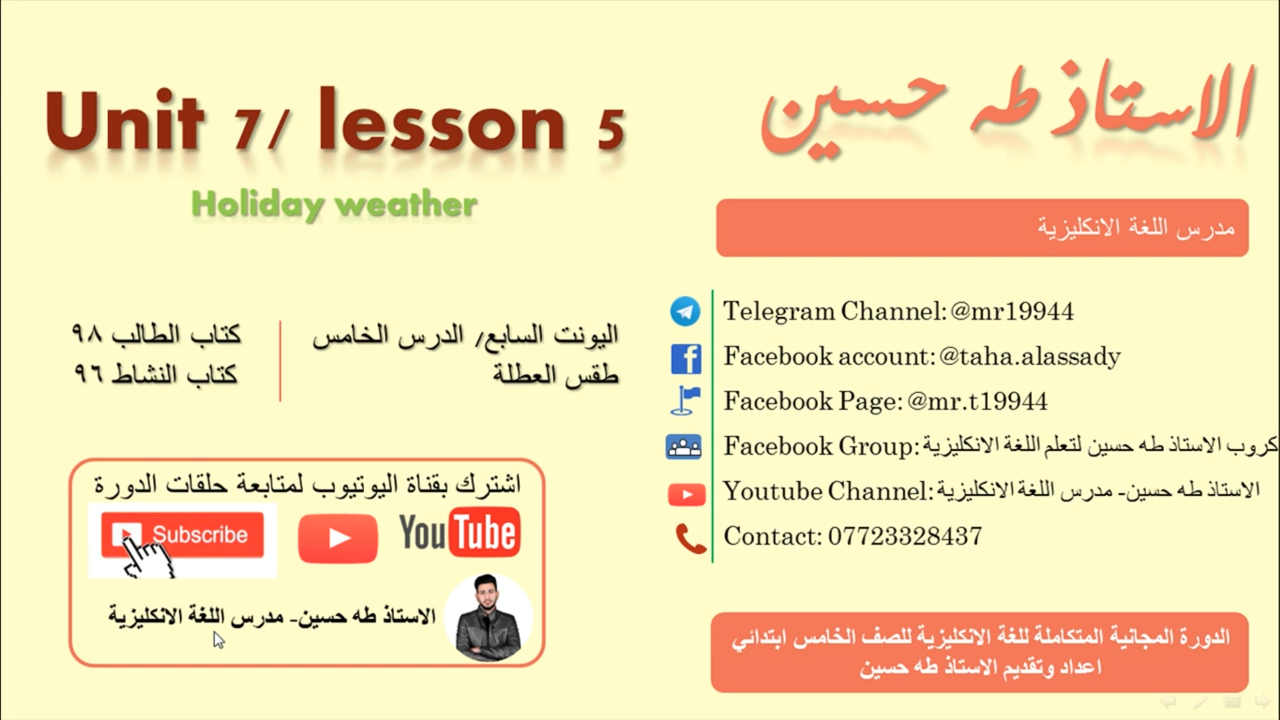 Unit 7/ lesson 5
Holiday weather
اليونت السابع/ الدرس الخامس
طقس العطلة
كتاب الطالب ٩٨
كتاب النشاط ٩٦
اشترك بقناة اليوتيوب لمتابعة حلقات الدورة
Subscribe
YouTube
الاستاذ طه حسين- مدرس اللغة الانكليزية
الاستاذ طه حسين
مدرس اللغة الانكليزية
Telegram Channel: @mr19944
Facebook account: @taha.alassady
Facebook Page: @mr.t19944
Facebook Group: كروب الاستاذ طه حسين لتعلم اللغة الانكليزية
Youtube Channel: الاستاذ طه حسين- مدرس اللغة الانكليزية
Contact: 07723328437
الدورة المجانية المتكاملة للغة الانكليزية للصف الخامس ابتدائي
اعداد وتقديم الاستاذ طه حسين